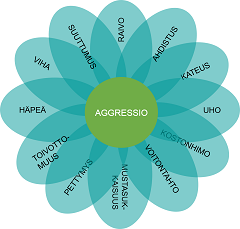 RAIVO
AHDISTUS
KATEUS
UHO
KOSTONHIMO
VOITONTAHTO
MUSTASUK-
KAISUUS
PETTYMYS
TOIVOTTO-
MUUS
HÄPEÄ
VIHA
SUUTTUMUS
AGGRESSIO